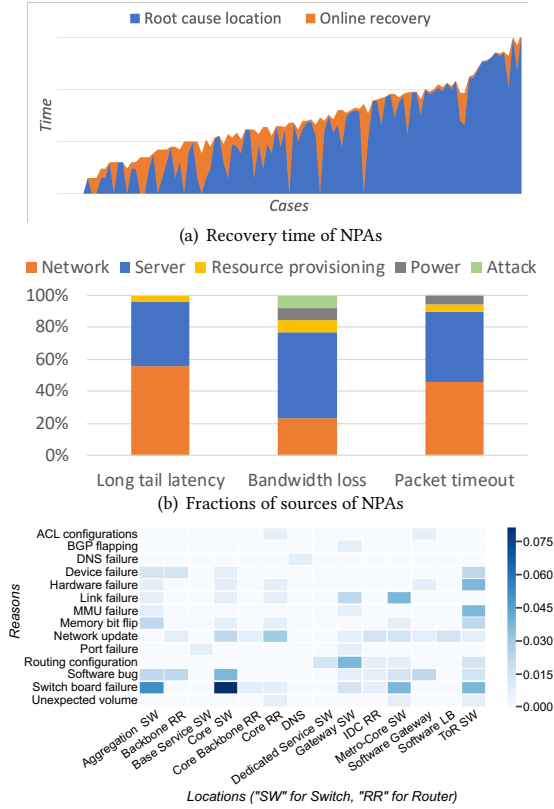 Root cause location Online recovery
Time
Cases
(a) Recovery time of NPAs
Network Server Resource provisioning Power Attack
100%
80%
60%
40%
20%
0%
Long tail latency Bandwidth loss Packet timeout
(b) Fractions of sources of NPAs
Reasons
ACL configurations
BGP flapping
DNS failure
Device failure
Hardware failure
Link failure
MMU failure
Memory bit flip
Network update
Port failure
Routing configuration
Software bug
Switch board failure
Unexpected volume
0.075
0.060
0.045
0.030
0.015
0.000
Aggregation SW
Backbone RR
Base Service SW
Core SW
Core Backbone RR
Core RR
DNS
Dedicated Service SW
Gateway SW
IDC RR
Metro-Core SW
Software Gateway
Software LB
ToR SW
Locations ("SW" for Switch, "RR" for Router)